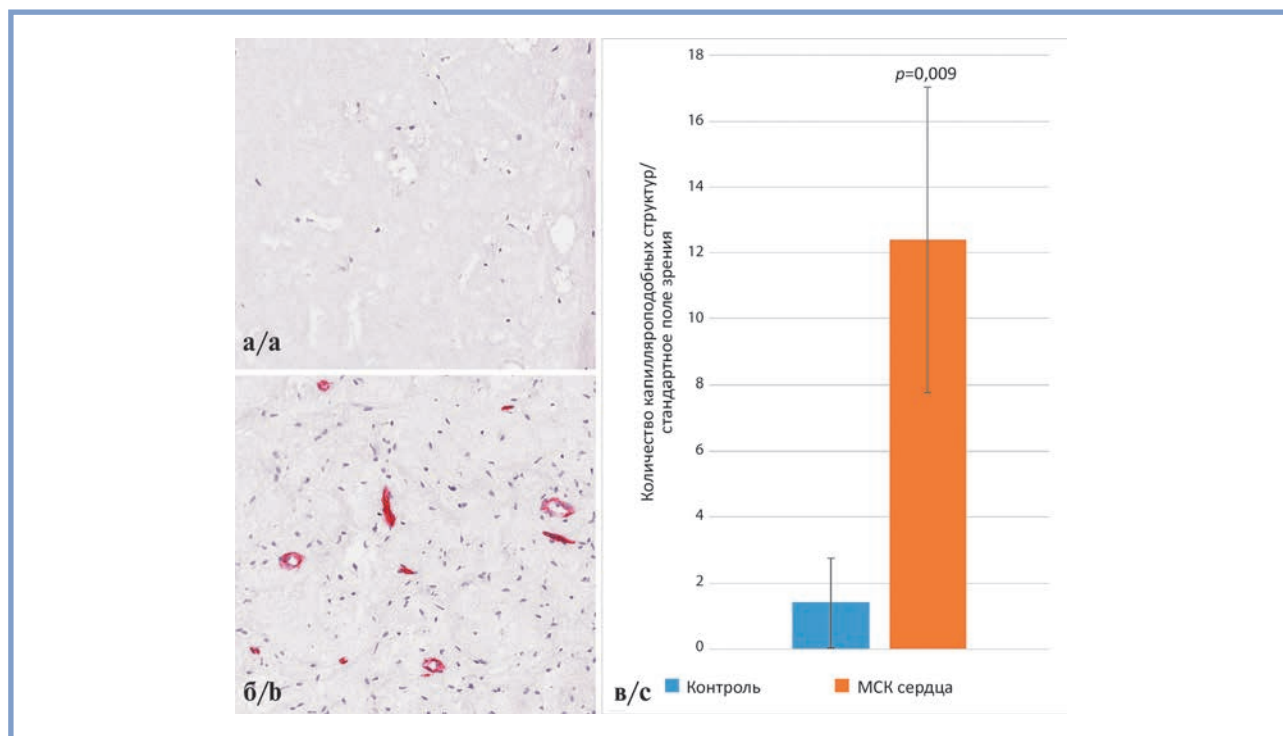 а/a
б/b
Количество капилляроподобных структур/
стандартное поле зрения
18
16
14
12
10
8
6
4
2
0
p=0,009
в/c
Контроль
МСК сердца